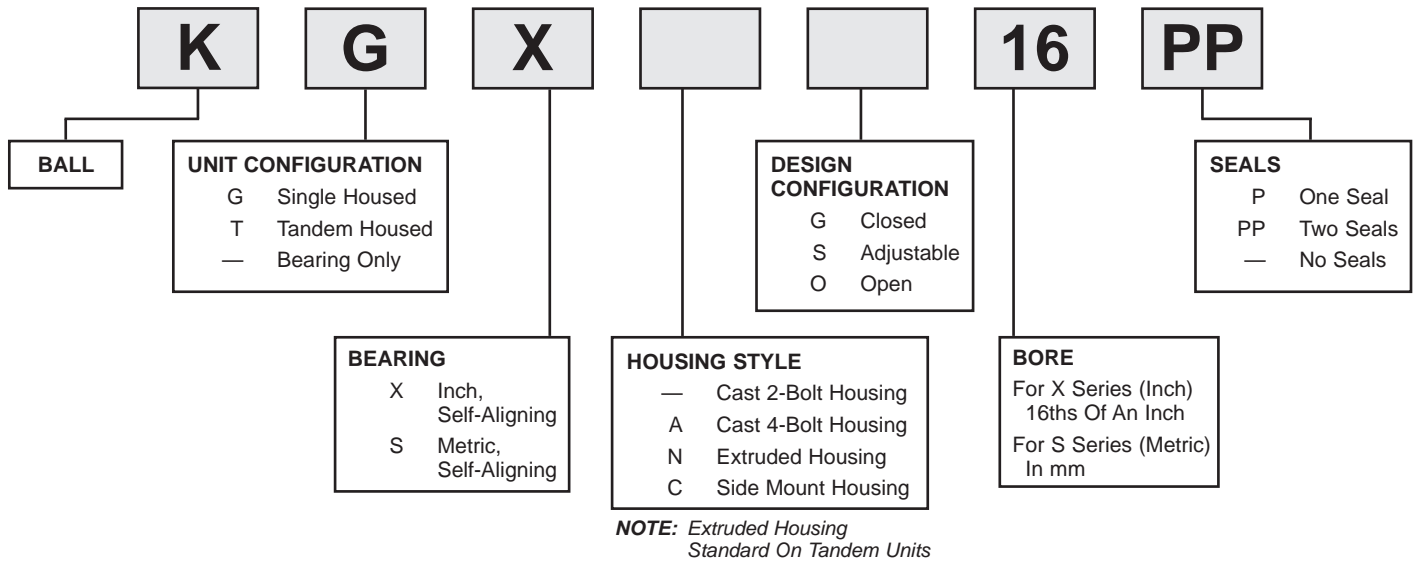 K G X 16 PP
BALL
UNIT CONFIGURATION
G Single Housed
T Tandem Housed
— Bearing Only
DESIGN
CONFIGURATION
G Closed
S Adjustable
O Open
SEALS
P One Seal
PP Two Seals
— No Seals
BEARING
X Inch,
Self-Aligning
S Metric,
Self-Aligning
HOUSING STYLE
— Cast 2-Bolt Housing
A Cast 4-Bolt Housing
N Extruded Housing
C Side Mount Housing
NOTE: Extruded Housing
Standard On Tandem Units
BORE
For X Series (Inch)
16ths Of An Inch
For S Series (Metric)
In mm